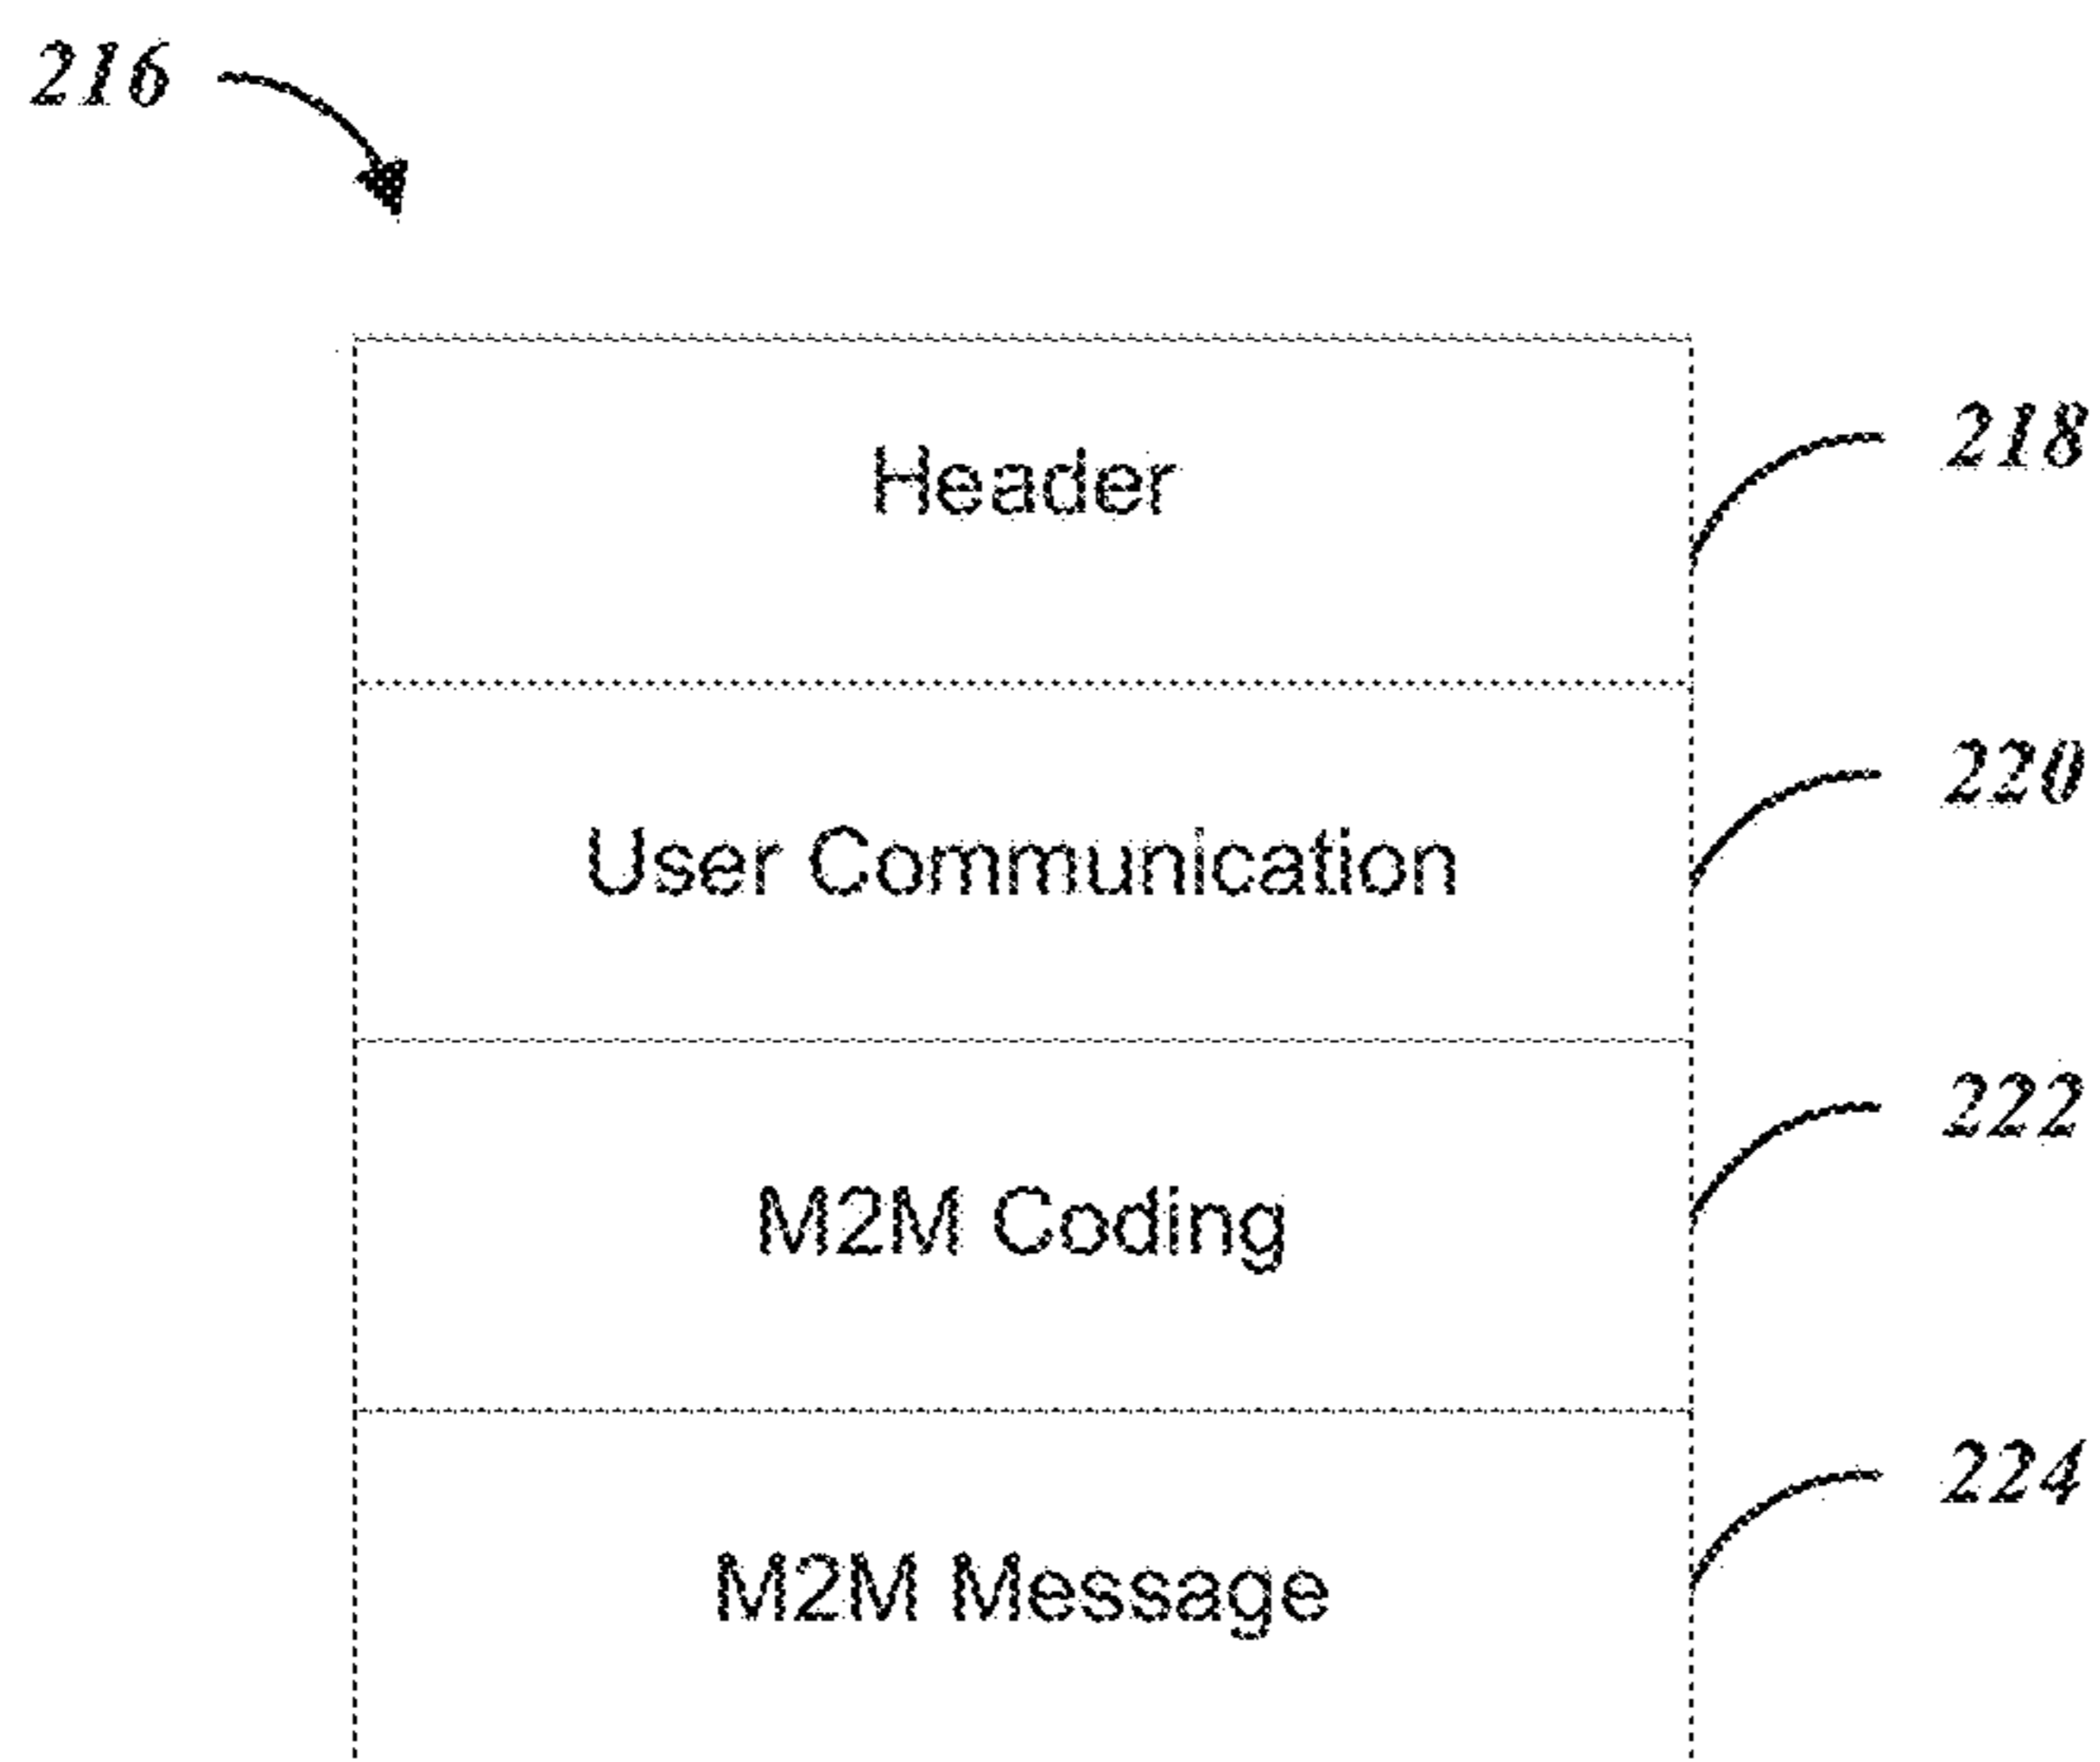 216
Header
218
User Communication
220
M2M Coding
222
M2M Message
224